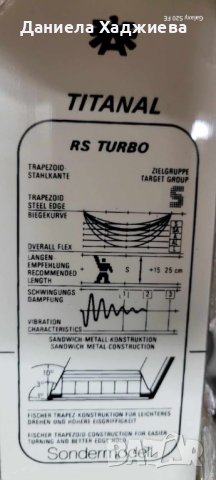 Galaxy S20 FE
Даниела Хаджиева
TITANAL
RS TURBO
TRAPEZOID-
STAHLKANTE
ZIELGRUPPE
TARGET GROUP
TRAPEZOID
STEEL EDGE
S
BIEGEKURVE
OVERALL FLEX
LANGEN
EMPFEHLUNG
RECOMMENDED
LENGTH
S
+15 25 cm
SCHWINGUNGS
DAMPFUNG
1 2 3
VIBRATION
CHARACTERISTICS
SANDWICH-METALL-KONSTRUKTION
SANDWICH METAL CONSTRUCTION
FISCHER TRAPEZ-KONSTRUKTION FÜR LEICHTERES
DREHEN UND HÖHERE EISGRIFFIGKEIT
FISCHER TRAPEZOID CONSTRUCTION FOR EASIER
TURNING AND BETTER EDGE HOLD
Sondermodell
bazar.bg